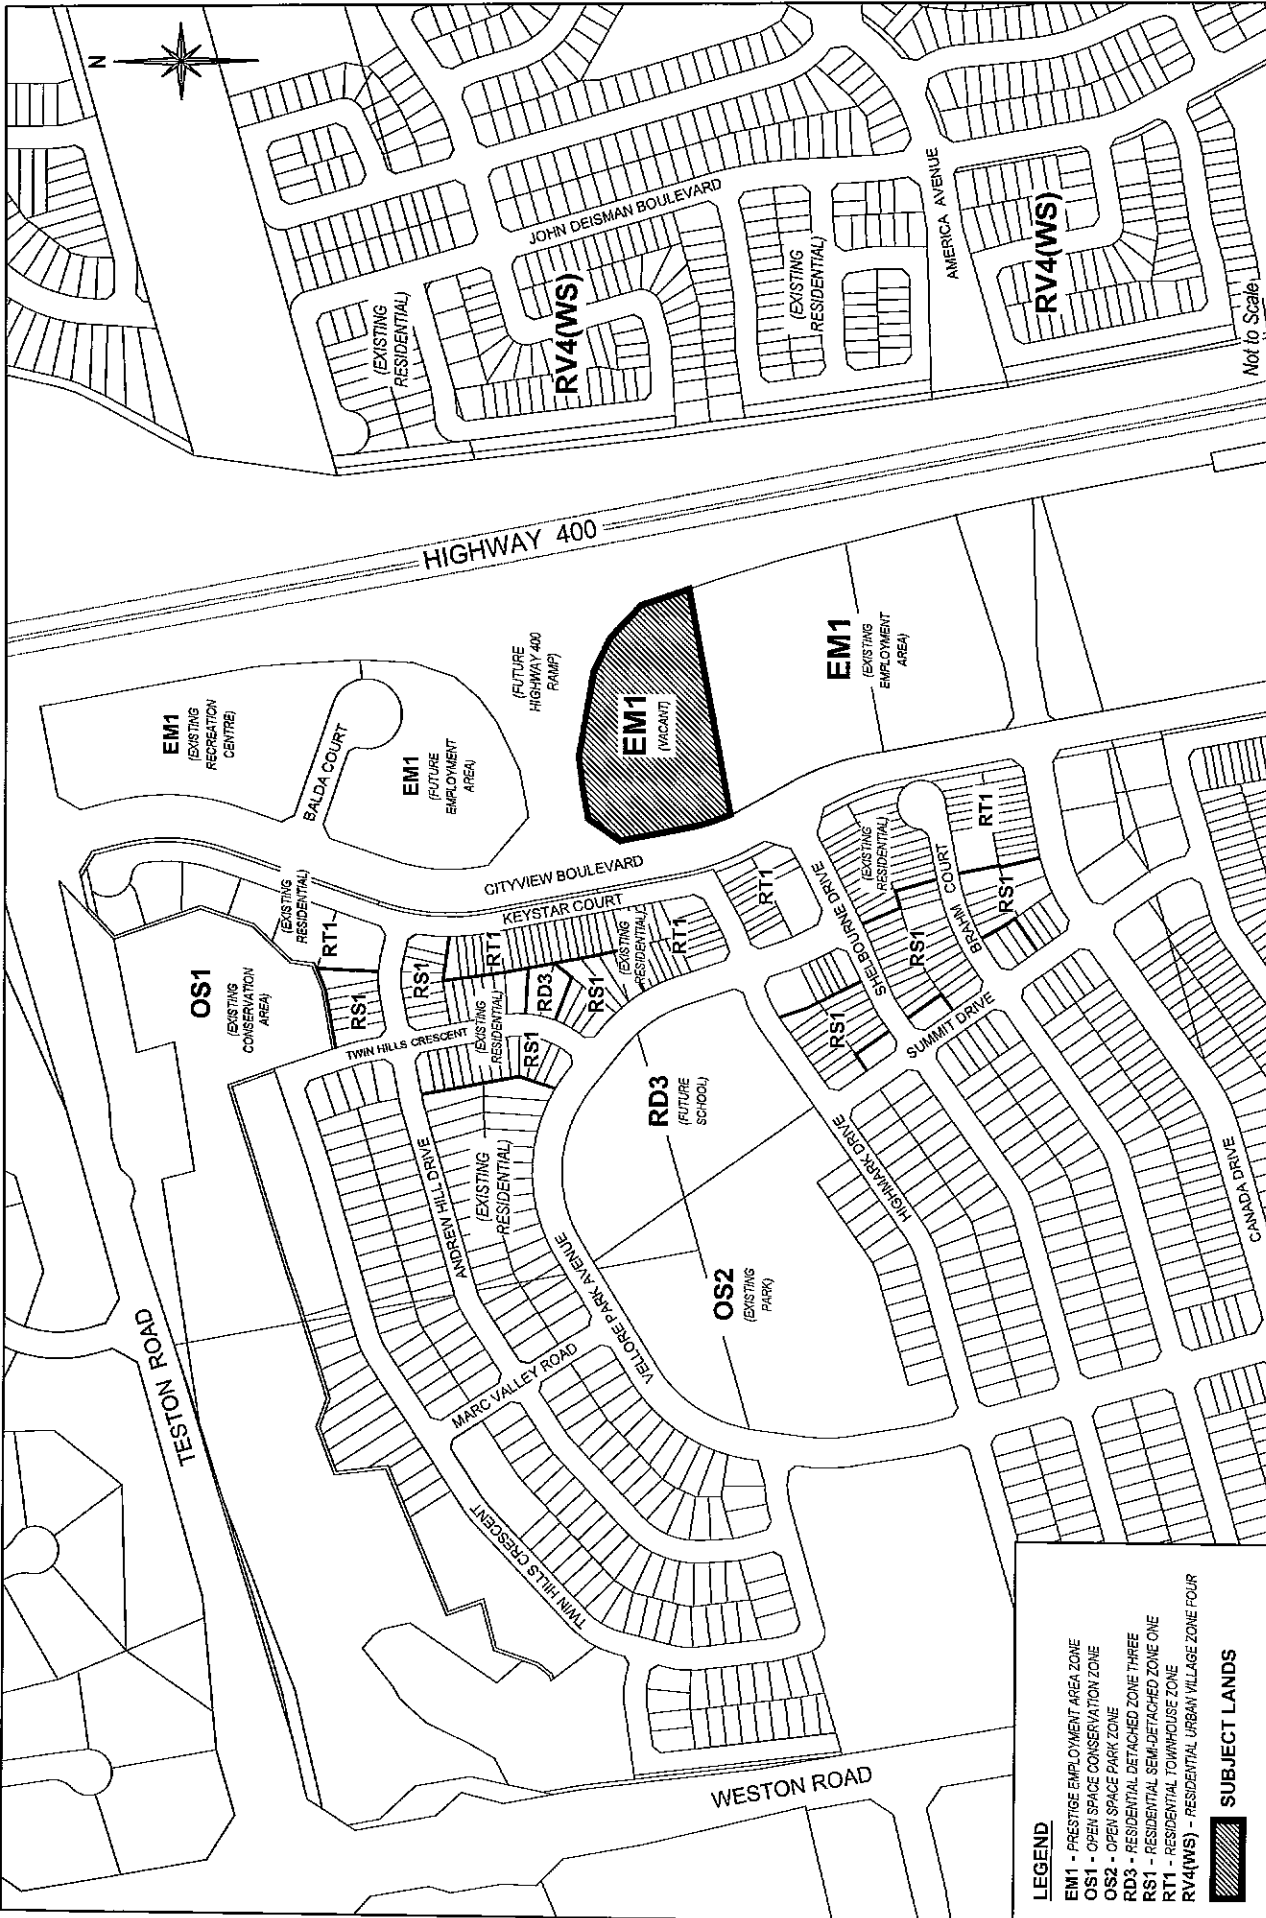 N
TESTON ROAD
OS1
(EXISTING
CONSERVATION
AREA)
EM1
(EXISTING
RECREATION
CENTRE)
BALDA COURT
EM1
(FUTURE
EMPLOYMENT
AREA)
HIGHWAY 400
(FUTURE
HIGHWAY 400
RAMP)
EM1
(VACANT)
EM1
(EXISTING
EMPLOYMENT
AREA)
(EXISTING
RESIDENTIAL)
RV4(WS)
JOHN DEISMAN BOULEVARD
(EXISTING
RESIDENTIAL)
AMERICA AVENUE
RV4(WS)
Not to Scale
CITYVIEW BOULEVARD
KEYSTAR COURT
(EXISTING
RESIDENTIAL)
RT1
RS1
RS1
RT1
TWIN HILLS CRESCENT
(EXISTING
RESIDENTIAL)
RD3
RS1
RS1
(EXISTING
RESIDENTIAL)
RT1
RT1
SHELBOURNE DRIVE
(EXISTING
RESIDENTIAL)
RT1
BRAHM COURT
RS1
RS1
RS1
SUMMIT DRIVE
ANDREW HILL DRIVE
(EXISTING
RESIDENTIAL)
RD3
(FUTURE
SCHOOL)
HIGHMARK DRIVE
VELLORE PARK AVENUE
OS2
(EXISTING
PARK)
MARC VALLEY ROAD
TWIN HILLS CRESCENT
CANADA DRIVE
WESTON ROAD
LEGEND
EM1 - PRESTIGE EMPLOYMENT AREA ZONE
OS1 - OPEN SPACE CONSERVATION ZONE
OS2 - OPEN SPACE PARK ZONE
RD3 - RESIDENTIAL DETACHED ZONE THREE
RS1 - RESIDENTIAL SEMI-DETACHED ZONE ONE
RT1 - RESIDENTIAL TOWNHOUSE ZONE
RV4(WS) - RESIDENTIAL URBAN VILLAGE ZONE FOUR
SUBJECT LANDS